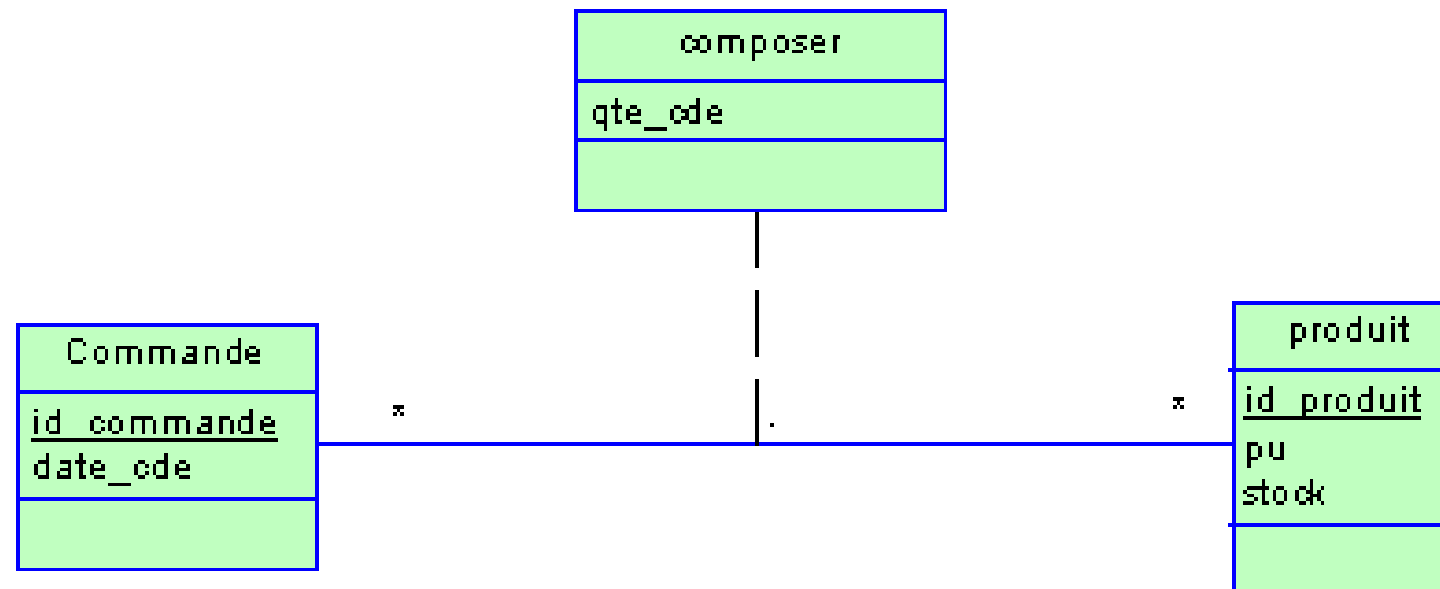 composer
qte_cde
Commande
id_commande
date_cde
*
*
.
produit
id_produit
pu
stock